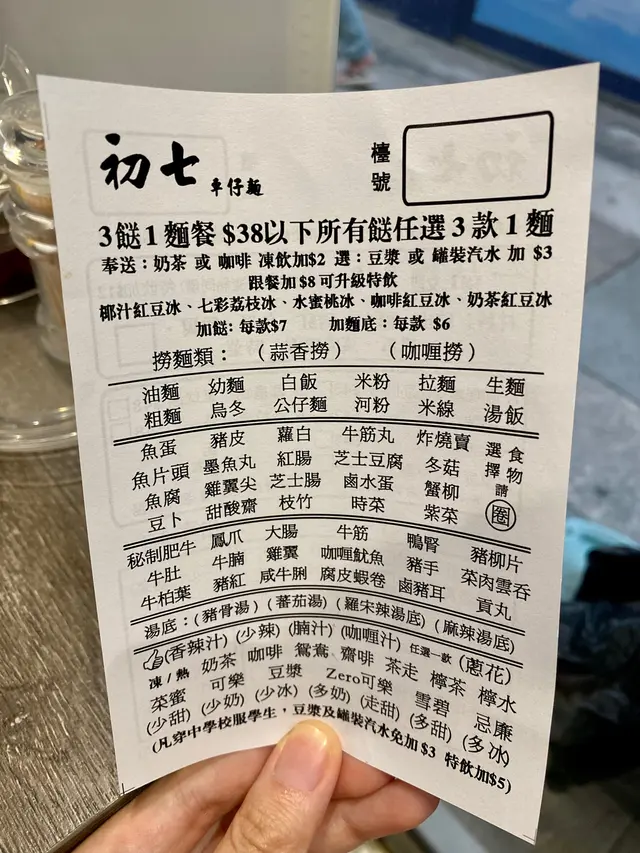 初七 車仔麵
檯號
3餸1麵餐 $38以下所有餸任選3款1麵
奉送：奶茶 或 咖啡 凍飲加$2 選：豆漿 或 罐裝汽水 加 $3
跟餐加 $8 可升級特飲
椰汁紅豆冰、七彩荔枝冰、水蜜桃冰、咖啡紅豆冰、奶茶紅豆冰
加餸: 每款$7 加麵底：每款 $6
撈麵類：（蒜香撈）（咖喱撈）
油麵 幼麵 白飯 米粉 拉麵 生麵
粗麵 烏冬 公仔麵 河粉 米線 湯飯
魚蛋 豬皮 蘿白 牛筋丸 炸燒賣
魚片頭 墨魚丸 紅腸 芝士豆腐 冬菇
魚腐 雞翼尖 芝士腸 鹵水蛋 蟹柳
豆卜 甜酸齋 枝竹 時菜 紫菜
選擇食物請圈
秘制肥牛 鳳爪 大腸 牛筋 鴨腎 豬柳片
牛肚 牛腩 雞翼 咖喱魷魚 豬手 菜肉雲吞
牛柏葉 豬紅 咸牛脷 腐皮蝦卷 鹵豬耳 貢丸
湯底：(豬骨湯) (蕃茄湯) (羅宋辣湯底) (麻辣湯底)
(香辣汁) (少辣) (腩汁) (咖喱汁) 任選一款 (蔥花)
凍/熱 奶茶 咖啡 鴛鴦 齋啡 茶走 檸茶 檸水
菜蜜 可樂 豆漿 Zero可樂 雪碧 忌廉
(少甜) (少奶) (少冰) (多奶) (走甜) (多甜) (多冰)
(凡穿中學校服學生，豆漿及罐裝汽水免加 $3 特飲加$5)